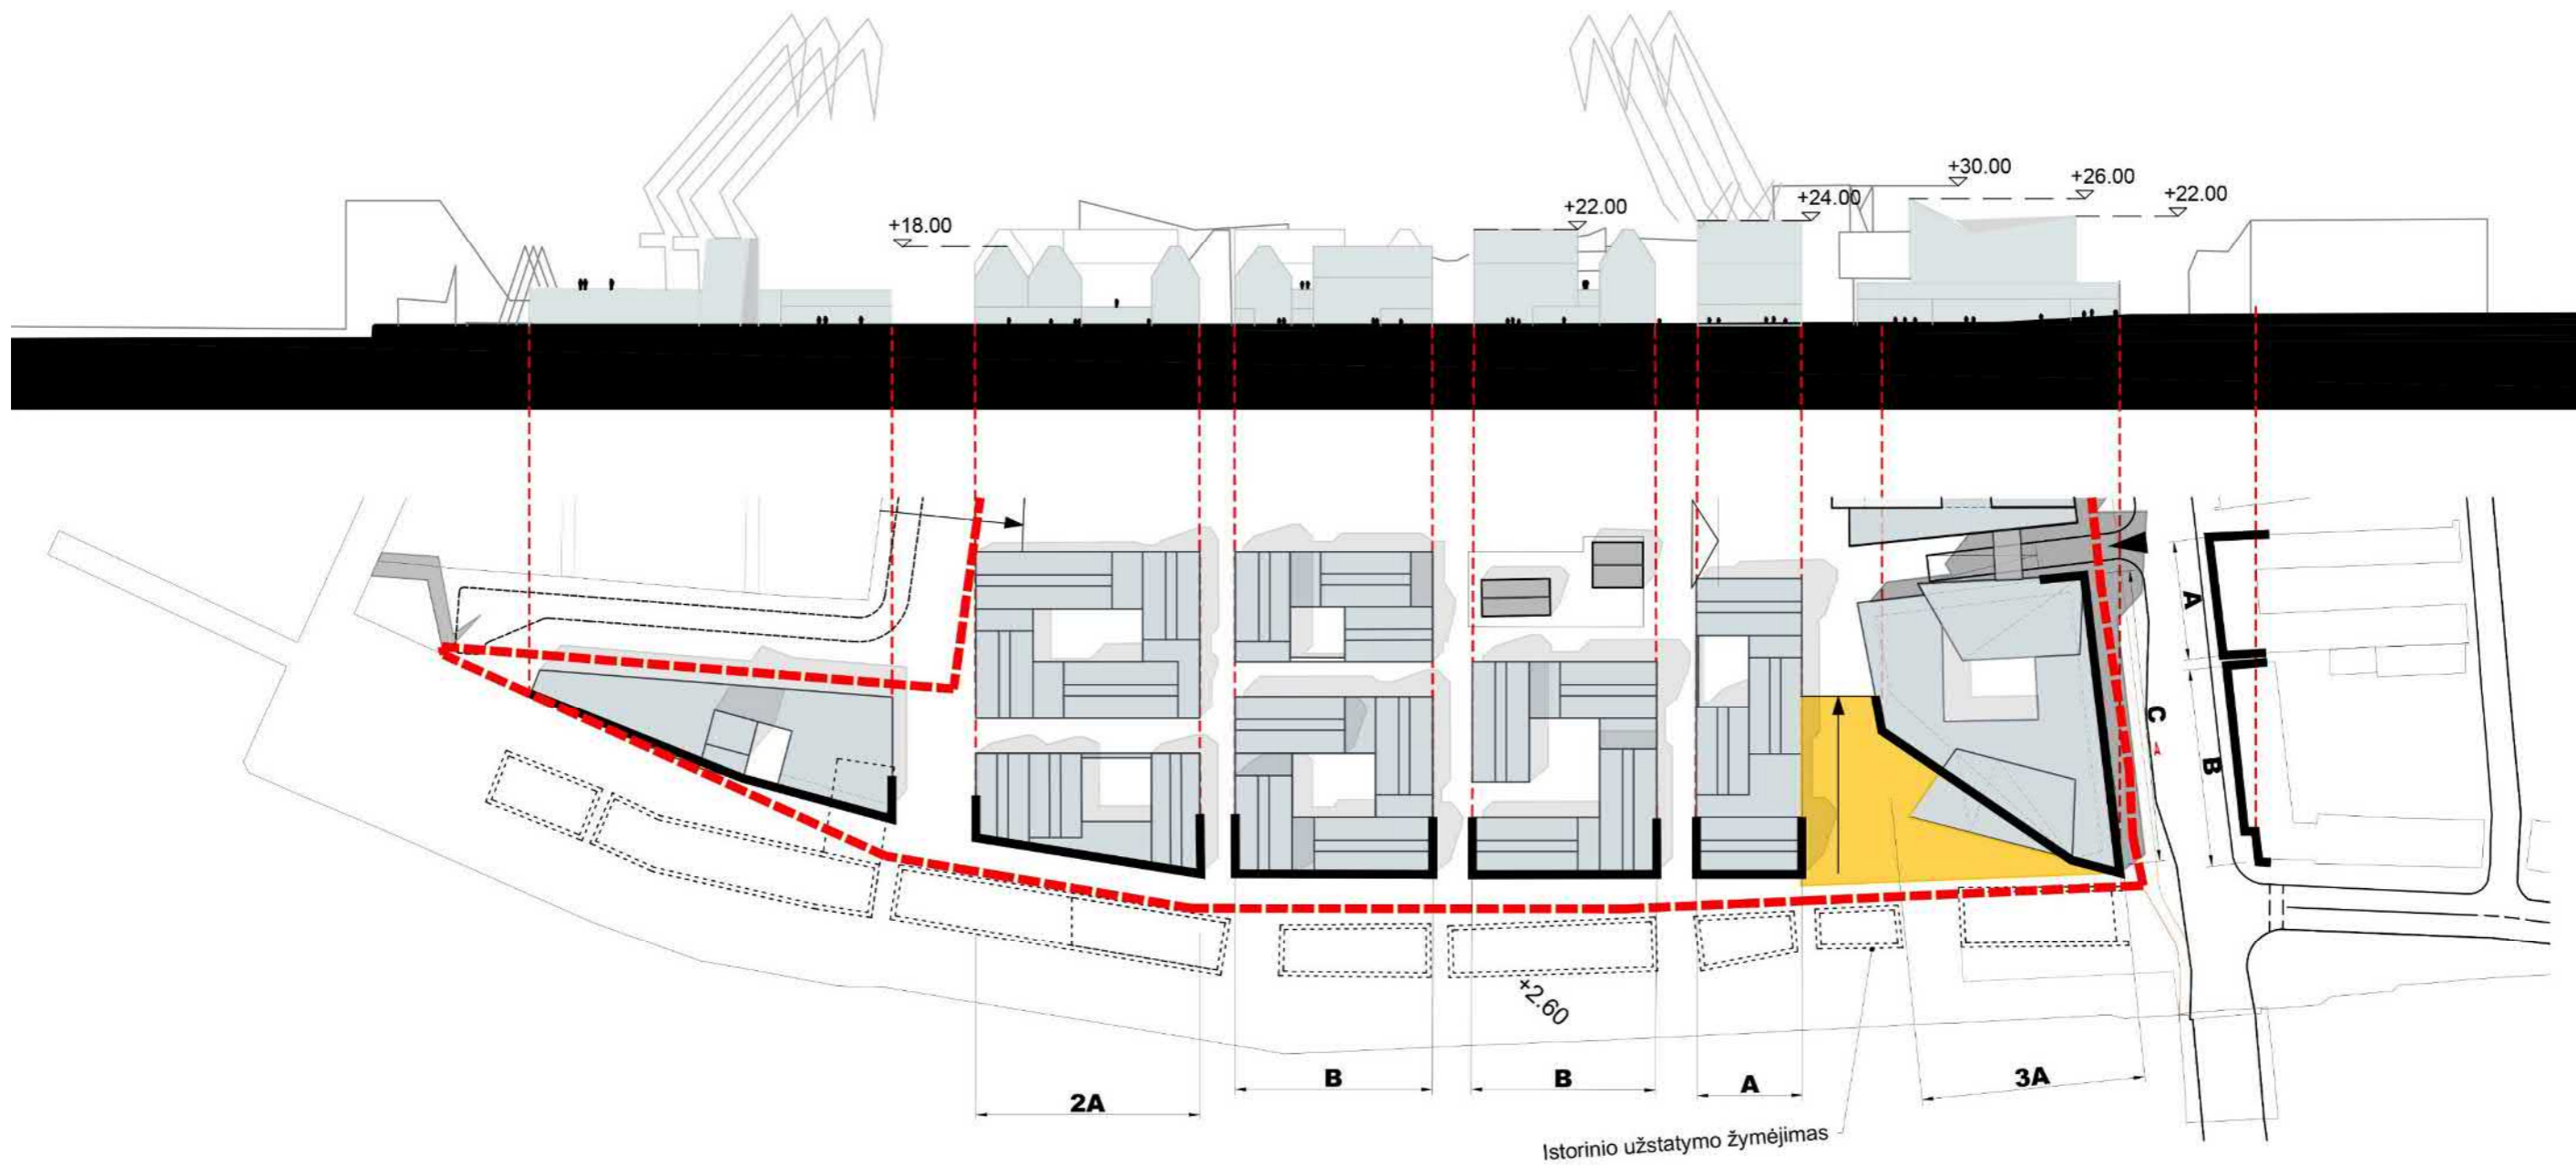 +30.00
+26.00
+22.00
+24.00
+22.00
+18.00
A
C
A
B
+2.60
2A
B
B
A
3A
Istorinio užstatymo žymėjimas